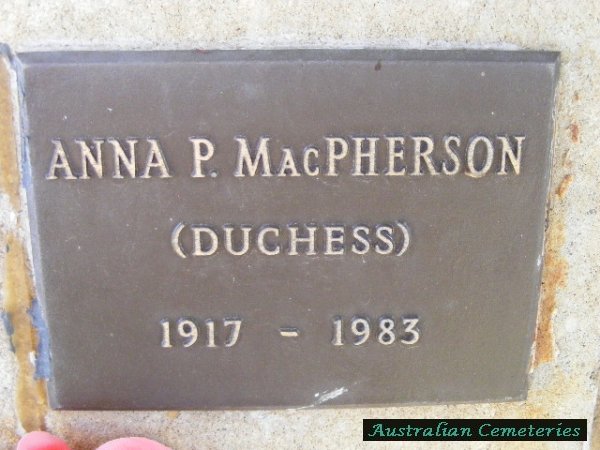 ANNA P. MacPHERSON
(DUCHESS)
1917 - 1983
Australian Cemeteries